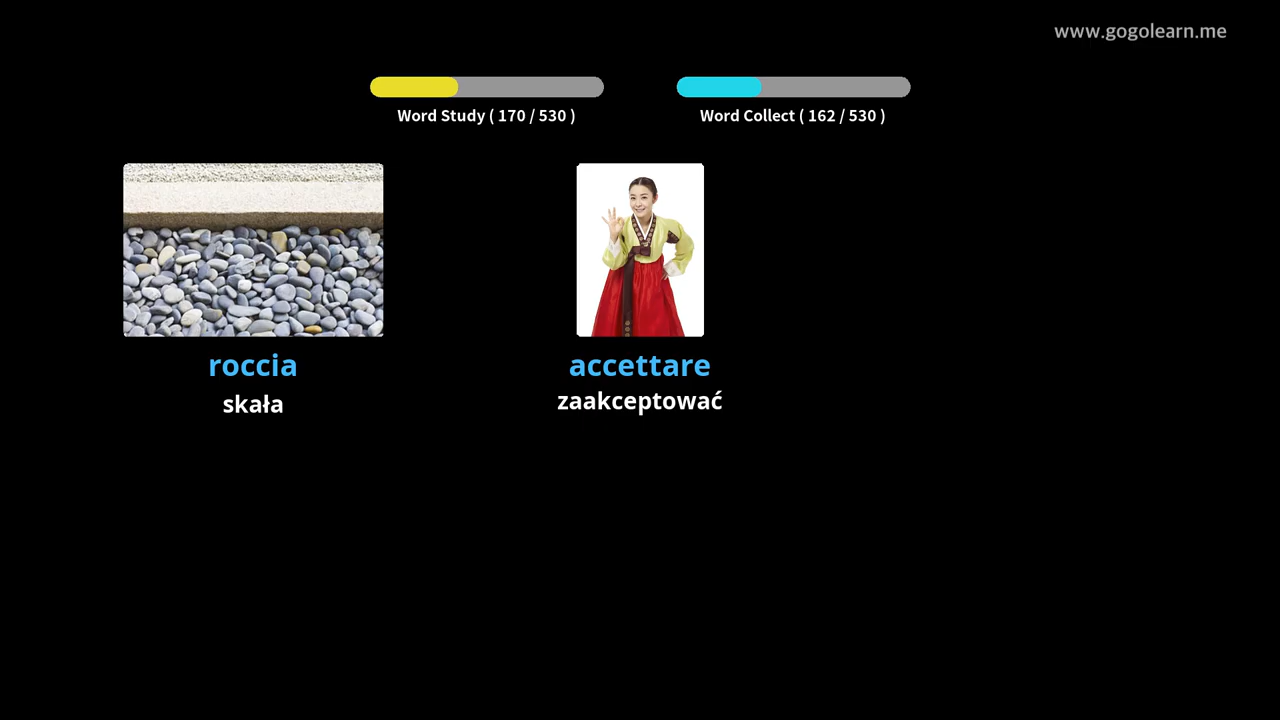 www.gogolearn.me
Word Study ( 170 / 530 )
Word Collect ( 162 / 530 )
roccia
accettare
skała
zaakceptować